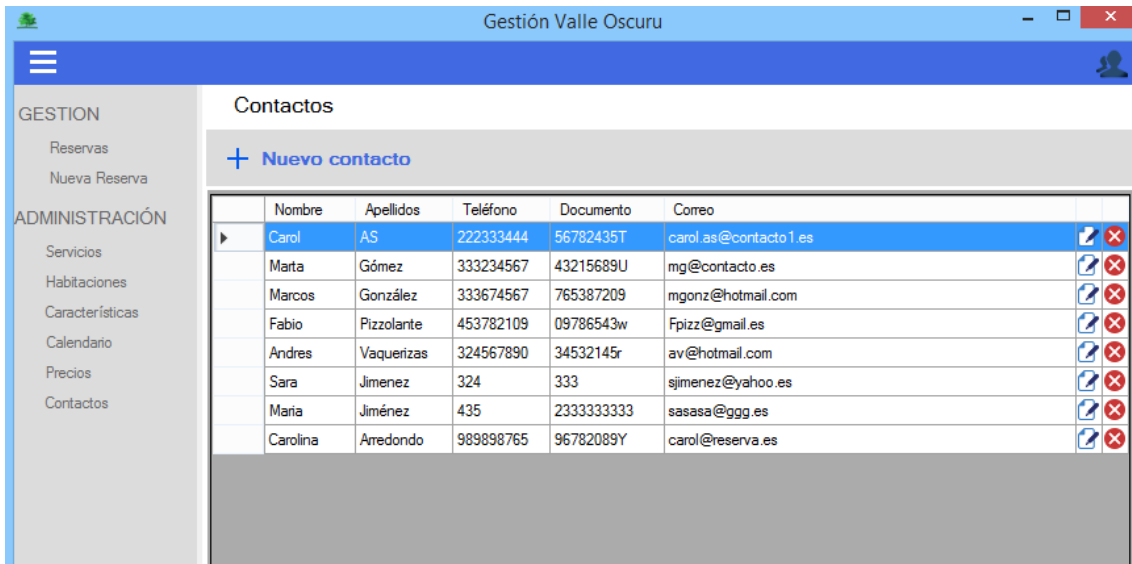 Gestión Valle Oscuru
GESTION
Reservas
Nueva Reserva
ADMINISTRACIÓN
Servicios
Habitaciones
Características
Calendario
Precios
Contactos
Contactos
Nuevo contacto
Nombre Apellidos Teléfono Documento Correo
Carol AS 222333444 56782435T carol.as@contacto1.es
Marta Gómez 333234567 43215689U mg@contacto.es
Marcos González 333674567 765387209 mgonz@hotmail.com
Fabio Pizzolante 453782109 09786543w Fpizz@gmail.es
Andres Vaquerizas 324567890 34532145r av@hotmail.com
Sara Jimenez 324 333 sjimenez@yahoo.es
Maria Jiménez 435 2333333333 sasasa@ggg.es
Carolina Arredondo 989898765 96782089Y carol@reserva.es